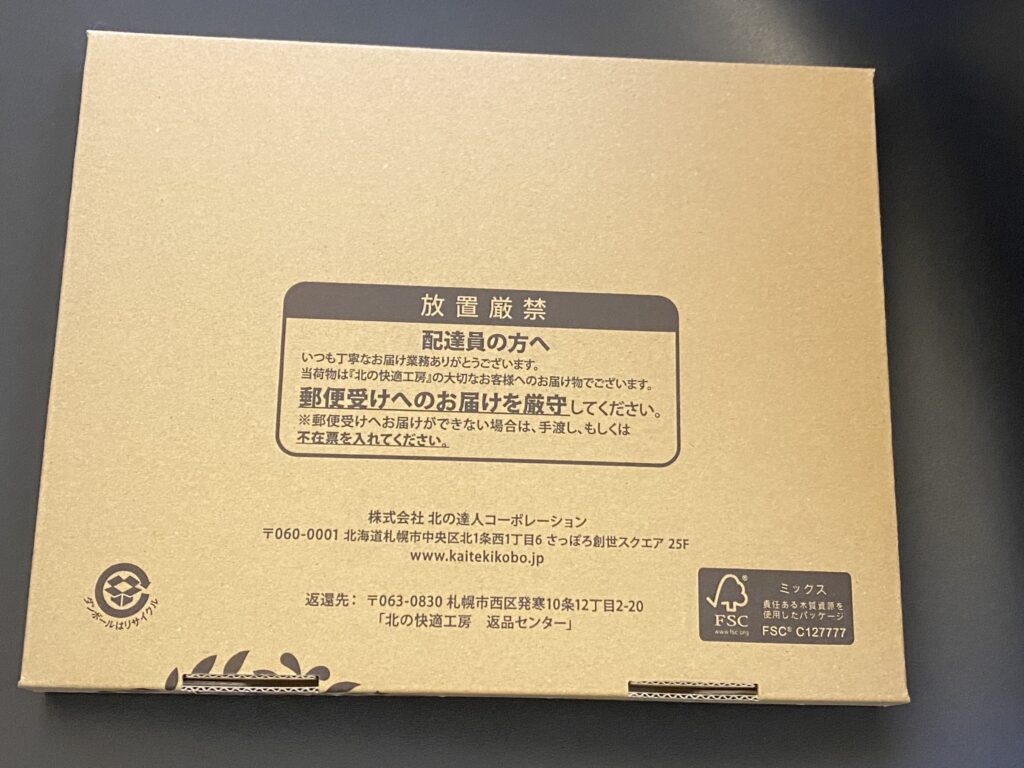 放置厳禁
配達員の方へ
いつも丁寧なお届け業務ありがとうございます。
当荷物は『北の快適工房』の大切なお客様へのお届け物でございます。
郵便受けへのお届けを厳守してください。
※郵便受けへお届けができない場合は、手渡し、もしくは
不在票を入れてください。
株式会社 北の達人コーポレーション
〒060-0001 北海道札幌市中央区北1条西1丁目6 さっぽろ創世スクエア 25F
www.kaitekikobo.jp
返還先： 〒063-0830 札幌市西区発寒10条12丁目2-20
「北の快適工房 返品センター」
ダンボールはリサイクル
FSC®
www.fsc.org
ミックス
責任ある木質資源を
使用したパッケージ
FSC® C127777